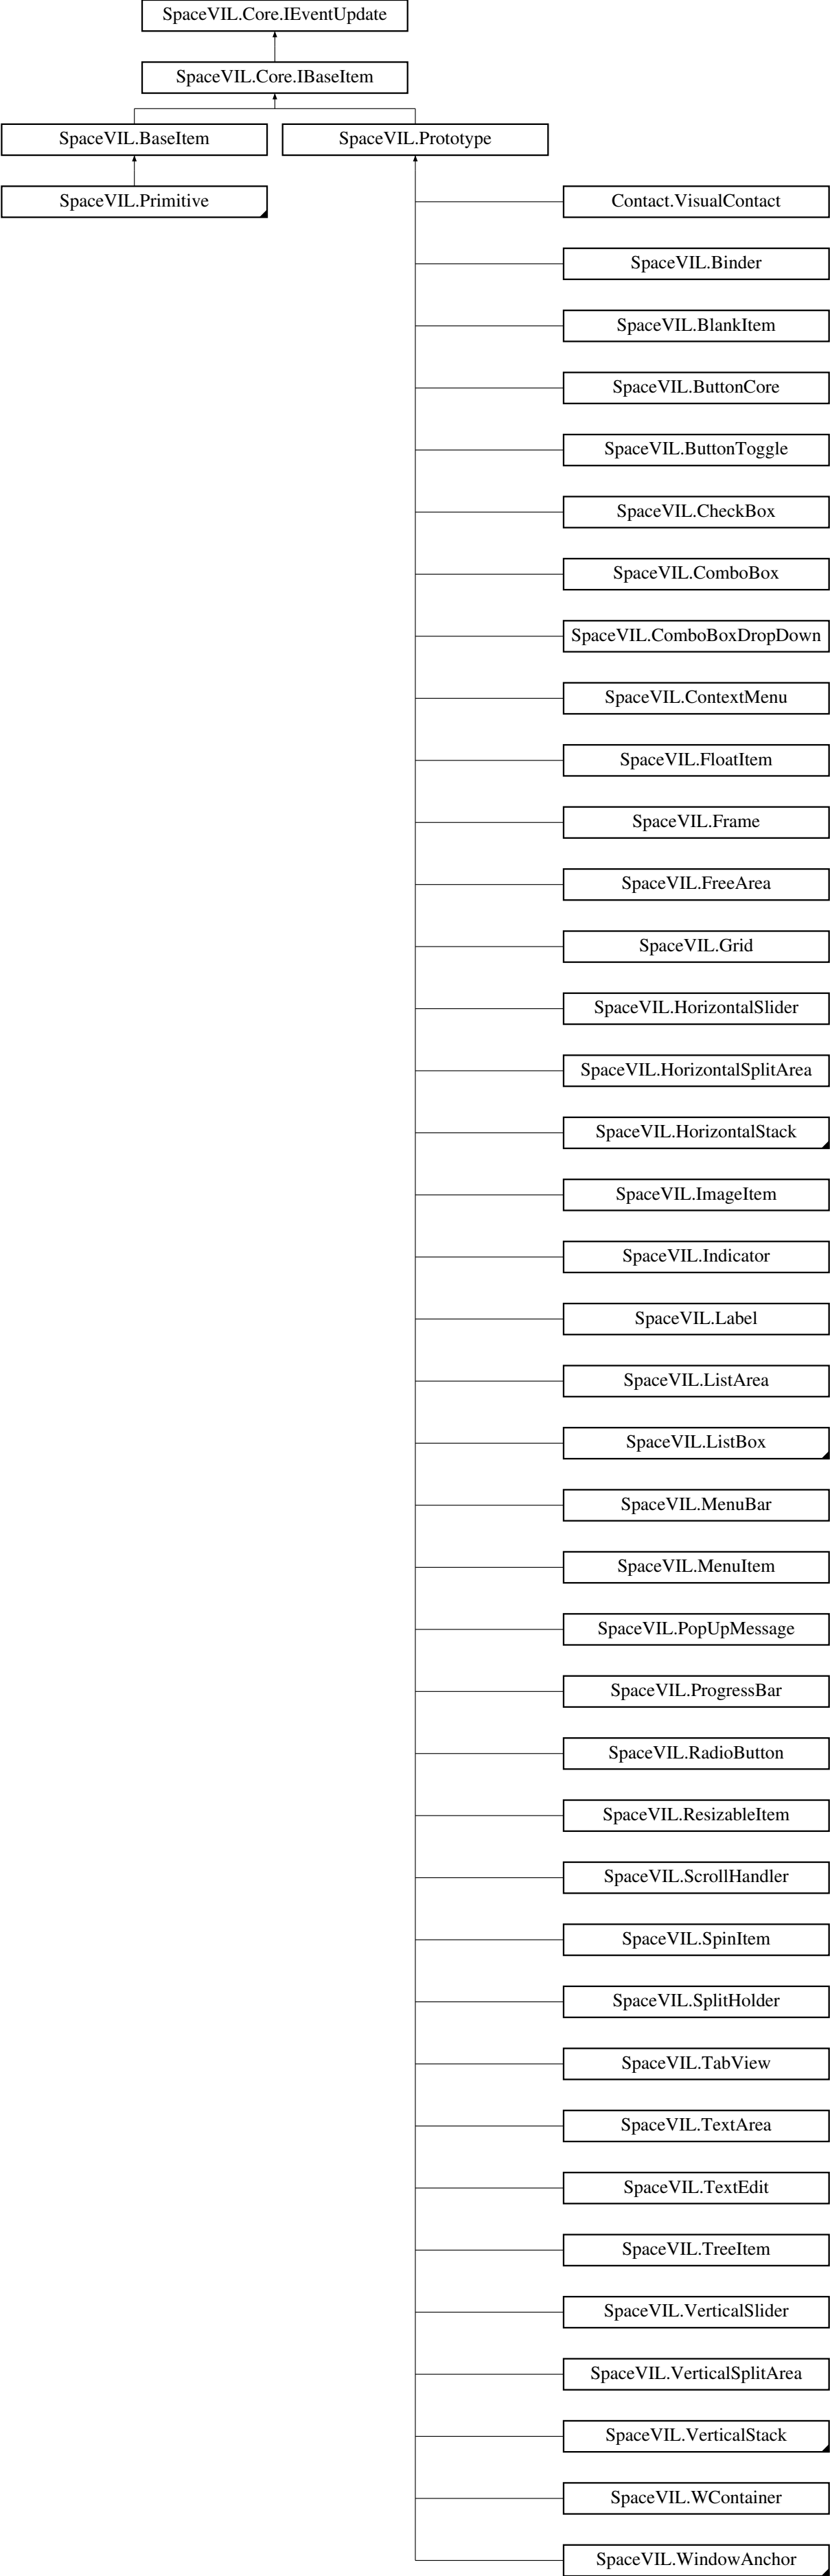 SpaceVIL.Core.IEventUpdate
SpaceVIL.Core.IBaseItem
SpaceVIL.BaseItem
SpaceVIL.Prototype
SpaceVIL.Primitive
Contact.VisualContact
SpaceVIL.Binder
SpaceVIL.BlankItem
SpaceVIL.ButtonCore
SpaceVIL.ButtonToggle
SpaceVIL.CheckBox
SpaceVIL.ComboBox
SpaceVIL.ComboBoxDropDown
SpaceVIL.ContextMenu
SpaceVIL.FloatItem
SpaceVIL.Frame
SpaceVIL.FreeArea
SpaceVIL.Grid
SpaceVIL.HorizontalSlider
SpaceVIL.HorizontalSplitArea
SpaceVIL.HorizontalStack
SpaceVIL.ImageItem
SpaceVIL.Indicator
SpaceVIL.Label
SpaceVIL.ListArea
SpaceVIL.ListBox
SpaceVIL.MenuBar
SpaceVIL.MenuItem
SpaceVIL.PopUpMessage
SpaceVIL.ProgressBar
SpaceVIL.RadioButton
SpaceVIL.ResizableItem
SpaceVIL.ScrollHandler
SpaceVIL.SpinItem
SpaceVIL.SplitHolder
SpaceVIL.TabView
SpaceVIL.TextArea
SpaceVIL.TextEdit
SpaceVIL.TreeItem
SpaceVIL.VerticalSlider
SpaceVIL.VerticalSplitArea
SpaceVIL.VerticalStack
SpaceVIL.WContainer
SpaceVIL.WindowAnchor